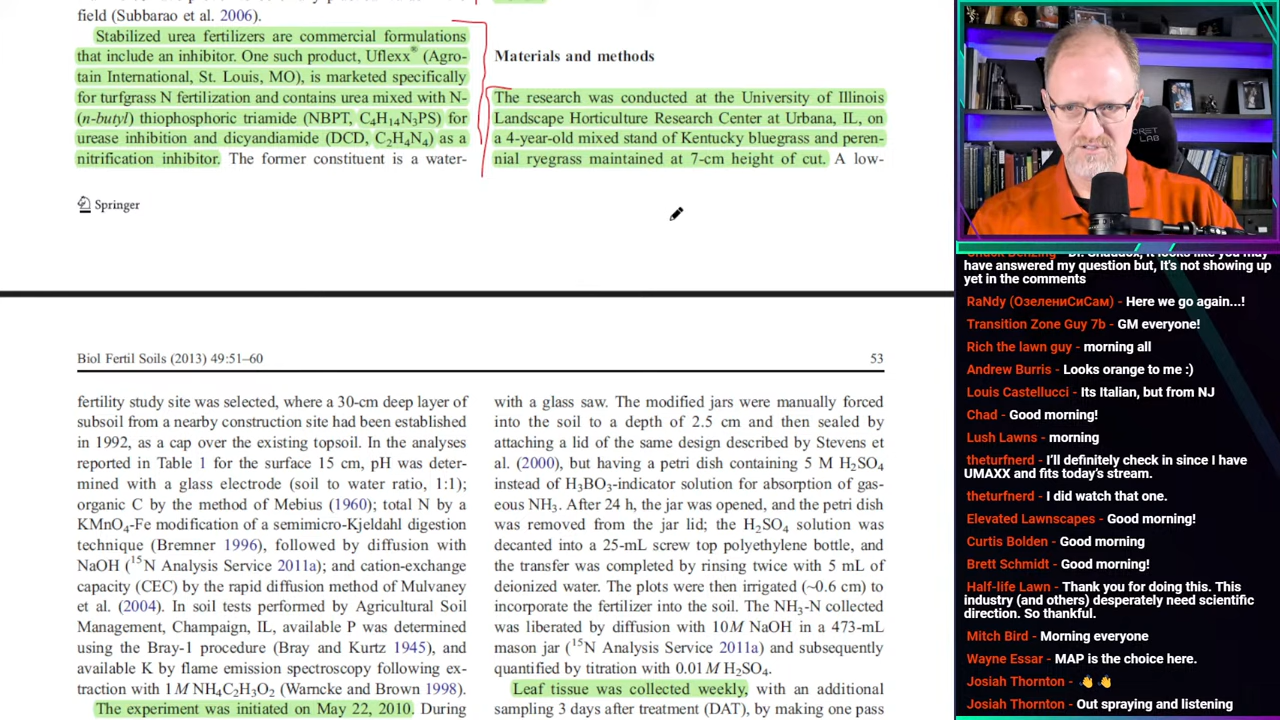 field (Subbarao et al. 2006).
Stabilized urea fertilizers are commercial formulations
that include an inhibitor. One such product, Uflexx® (Agro-
tain International, St. Louis, MO), is marketed specifically
for turfgrass N fertilization and contains urea mixed with N-
(n-butyl) thiophosphoric triamide (NBPT, C₄H₁₄N₃PS) for
urease inhibition and dicyandiamide (DCD, C₂H₄N₄) as a
nitrification inhibitor. The former constituent is a water-
Springer
Materials and methods
The research was conducted at the University of Illinois
Landscape Horticulture Research Center at Urbana, IL, on
a 4-year-old mixed stand of Kentucky bluegrass and peren-
nial ryegrass maintained at 7-cm height of cut. A low-
Biol Fertil Soils (2013) 49:51–60
53
fertility study site was selected, where a 30-cm deep layer of
subsoil from a nearby construction site had been established
in 1992, as a cap over the existing topsoil. In the analyses
reported in Table 1 for the surface 15 cm, pH was deter-
mined with a glass electrode (soil to water ratio, 1:1);
organic C by the method of Mebius (1960); total N by a
KMnO₄-Fe modification of a semimicro-Kjeldahl digestion
technique (Bremner 1996), followed by diffusion with
NaOH (¹⁵N Analysis Service 2011a); and cation-exchange
capacity (CEC) by the rapid diffusion method of Mulvaney
et al. (2004). In soil tests performed by Agricultural Soil
Management, Champaign, IL, available P was determined
using the Bray-1 procedure (Bray and Kurtz 1945), and
available K by flame emission spectroscopy following ex-
traction with 1 M NH₄C₂H₃O₂ (Warncke and Brown 1998).
The experiment was initiated on May 22, 2010. During
with a glass saw. The modified jars were manually forced
into the soil to a depth of 2.5 cm and then sealed by
attaching a lid of the same design described by Stevens et
al. (2000), but having a petri dish containing 5 M H₂SO₄
instead of H₃BO₃-indicator solution for absorption of gas-
eous NH₃. After 24 h, the jar was opened, and the petri dish
was removed from the jar lid; the H₂SO₄ solution was
decanted into a 25-mL screw top polyethylene bottle, and
the transfer was completed by rinsing twice with 5 mL of
deionized water. The plots were then irrigated (~0.6 cm) to
incorporate the fertilizer into the soil. The NH₃-N collected
was liberated by diffusion with 10M NaOH in a 473-mL
mason jar (¹⁵N Analysis Service 2011a) and subsequently
quantified by titration with 0.01 M H₂SO₄.
Leaf tissue was collected weekly, with an additional
sampling 3 days after treatment (DAT), by making one pass
have answered my question but, It's not showing up
yet in the comments
RaNdy (ОзелениСиСам) - Here we go again...!
Transition Zone Guy 7b - GM everyone!
Rich the lawn guy - morning all
Andrew Burris - Looks orange to me :)
Louis Castellucci - Its Italian, but from NJ
Chad - Good morning!
Lush Lawns - morning
theturfnerd - I'll definitely check in since I have
UMAXX and fits today's stream.
theturfnerd - I did watch that one.
Elevated Lawnscapes - Good morning!
Curtis Bolden - Good morning
Brett Schmidt - Good morning!
Half-life Lawn - Thank you for doing this. This
industry (and others) desperately need scientific
direction. So thankful.
Mitch Bird - Morning everyone
Wayne Essar - MAP is the choice here.
Josiah Thornton - 👋 👋
Josiah Thornton - Out spraying and listening